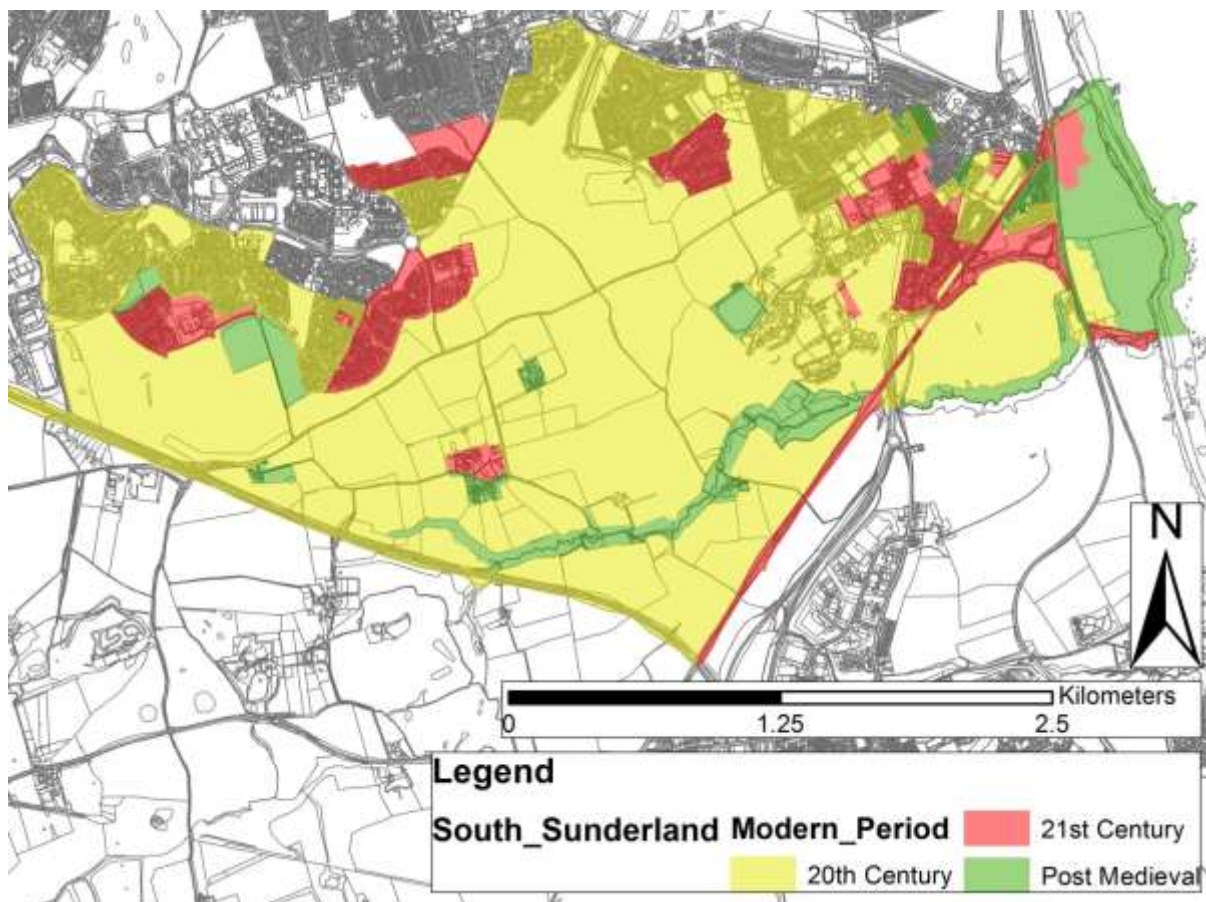 N
Kilometers
0 1.25 2.5
Legend
South_Sunderland Modern_Period 21st Century
20th Century Post Medieval